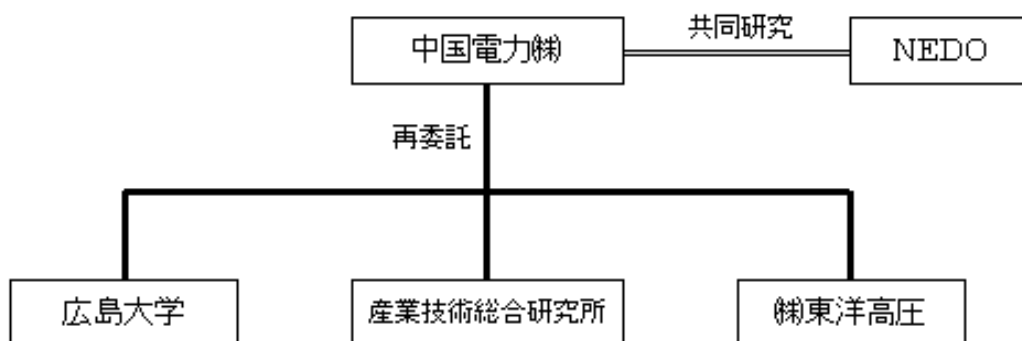 中国電力㈱
共同研究
NEDO
再委託
広島大学
産業技術総合研究所
㈱東洋高圧